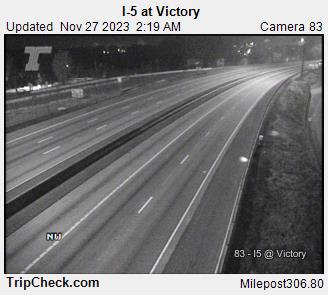 I-5 at Victory
Updated Nov 27 2023 2:19 AM Camera 83
T
NW
83 - I5 @ Victory
TripCheck.com Milepost306.80